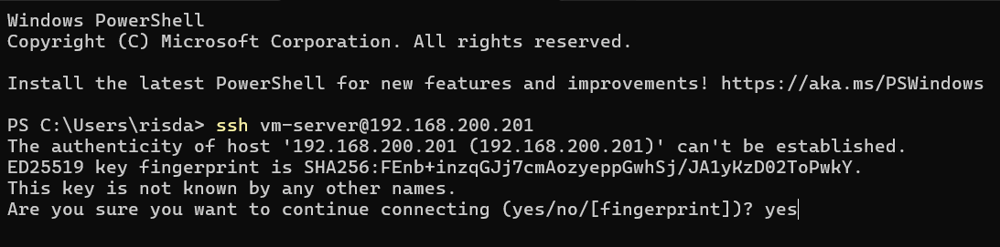 Windows PowerShell
Copyright (C) Microsoft Corporation. All rights reserved.
Install the latest PowerShell for new features and improvements! https://aka.ms/PSWindows
PS C:\Users\risda> ssh vm-server@192.168.200.201
The authenticity of host '192.168.200.201 (192.168.200.201)' can't be established.
ED25519 key fingerprint is SHA256:FEnb+inzqGJj7cmAozyeppGwhSj/JA1yKzD02ToPwkY.
This key is not known by any other names.
Are you sure you want to continue connecting (yes/no/[fingerprint])? yes